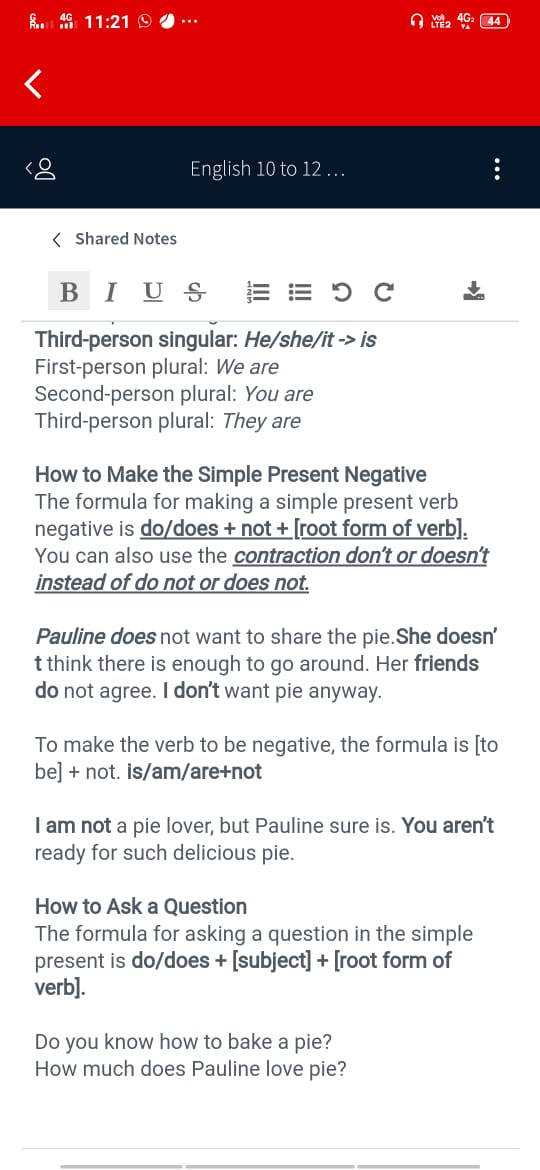 4G 11:21 ... Vo) LTE2 4G2 44
English 10 to 12 ...
Shared Notes
B I U S
Third-person singular: He/she/it -> is
First-person plural: We are
Second-person plural: You are
Third-person plural: They are
How to Make the Simple Present Negative
The formula for making a simple present verb
negative is do/does + not + [root form of verb].
You can also use the contraction don’t or doesn’t
instead of do not or does not.
Pauline does not want to share the pie.She doesn’
t think there is enough to go around. Her friends
do not agree. I don’t want pie anyway.
To make the verb to be negative, the formula is [to
be] + not. is/am/are+not
I am not a pie lover, but Pauline sure is. You aren’t
ready for such delicious pie.
How to Ask a Question
The formula for asking a question in the simple
present is do/does + [subject] + [root form of
verb].
Do you know how to bake a pie?
How much does Pauline love pie?